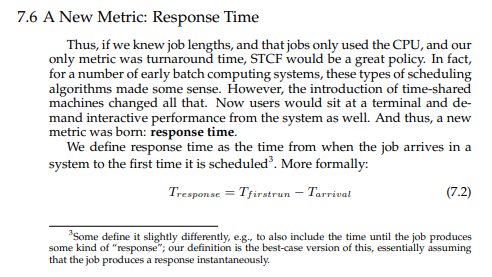 7.6 A New Metric: Response Time
Thus, if we knew job lengths, and that jobs only used the CPU, and our
only metric was turnaround time, STCF would be a great policy. In fact,
for a number of early batch computing systems, these types of scheduling
algorithms made some sense. However, the introduction of time-shared
machines changed all that. Now users would sit at a terminal and de-
mand interactive performance from the system as well. And thus, a new
metric was born: response time.
We define response time as the time from when the job arrives in a
system to the first time it is scheduled³. More formally:
Tresponse = Tfirstrun − Tarrival (7.2)
³Some define it slightly differently, e.g., to also include the time until the job produces
some kind of "response"; our definition is the best-case version of this, essentially assuming
that the job produces a response instantaneously.